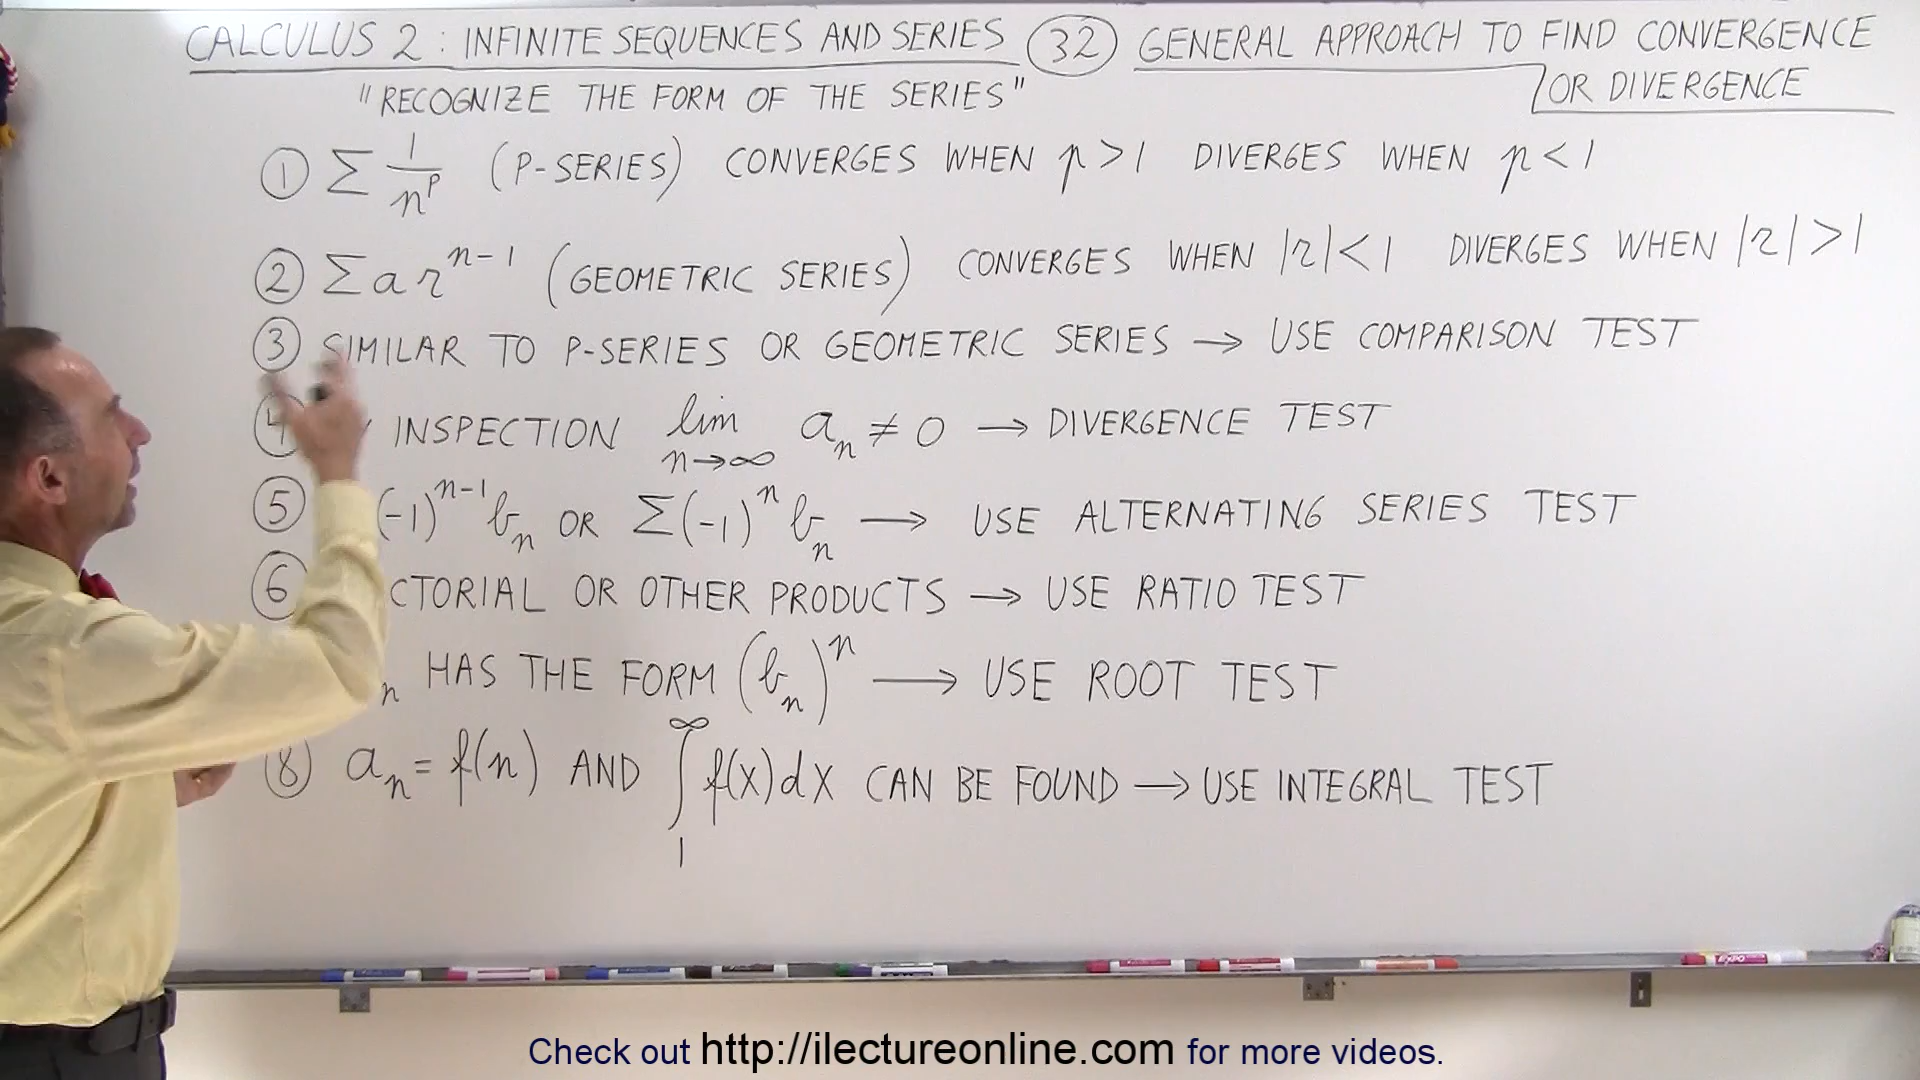 CALCULUS 2: INFINITE SEQUENCES AND SERIES (32) GENERAL APPROACH TO FIND CONVERGENCE
OR DIVERGENCE
"RECOGNIZE THE FORM OF THE SERIES"
① Σ 1/n^p (P-SERIES) CONVERGES WHEN p>1 DIVERGES WHEN p<1
② Σ a r^(n-1) (GEOMETRIC SERIES) CONVERGES WHEN |r|<1 DIVERGES WHEN |r|>1
③ SIMILAR TO P-SERIES OR GEOMETRIC SERIES → USE COMPARISON TEST
④ INSPECTION lim n→∞ a_n ≠ 0 → DIVERGENCE TEST
⑤ (-1)^(n-1) b_n OR Σ(-1)^n b_n → USE ALTERNATING SERIES TEST
⑥ CTORIAL OR OTHER PRODUCTS → USE RATIO TEST
n HAS THE FORM (b_n)^n → USE ROOT TEST
⑧ a_n = f(n) AND ∫_1^∞ f(x)dx CAN BE FOUND → USE INTEGRAL TEST
EXPO
Check out http://ilectureonline.com for more videos.